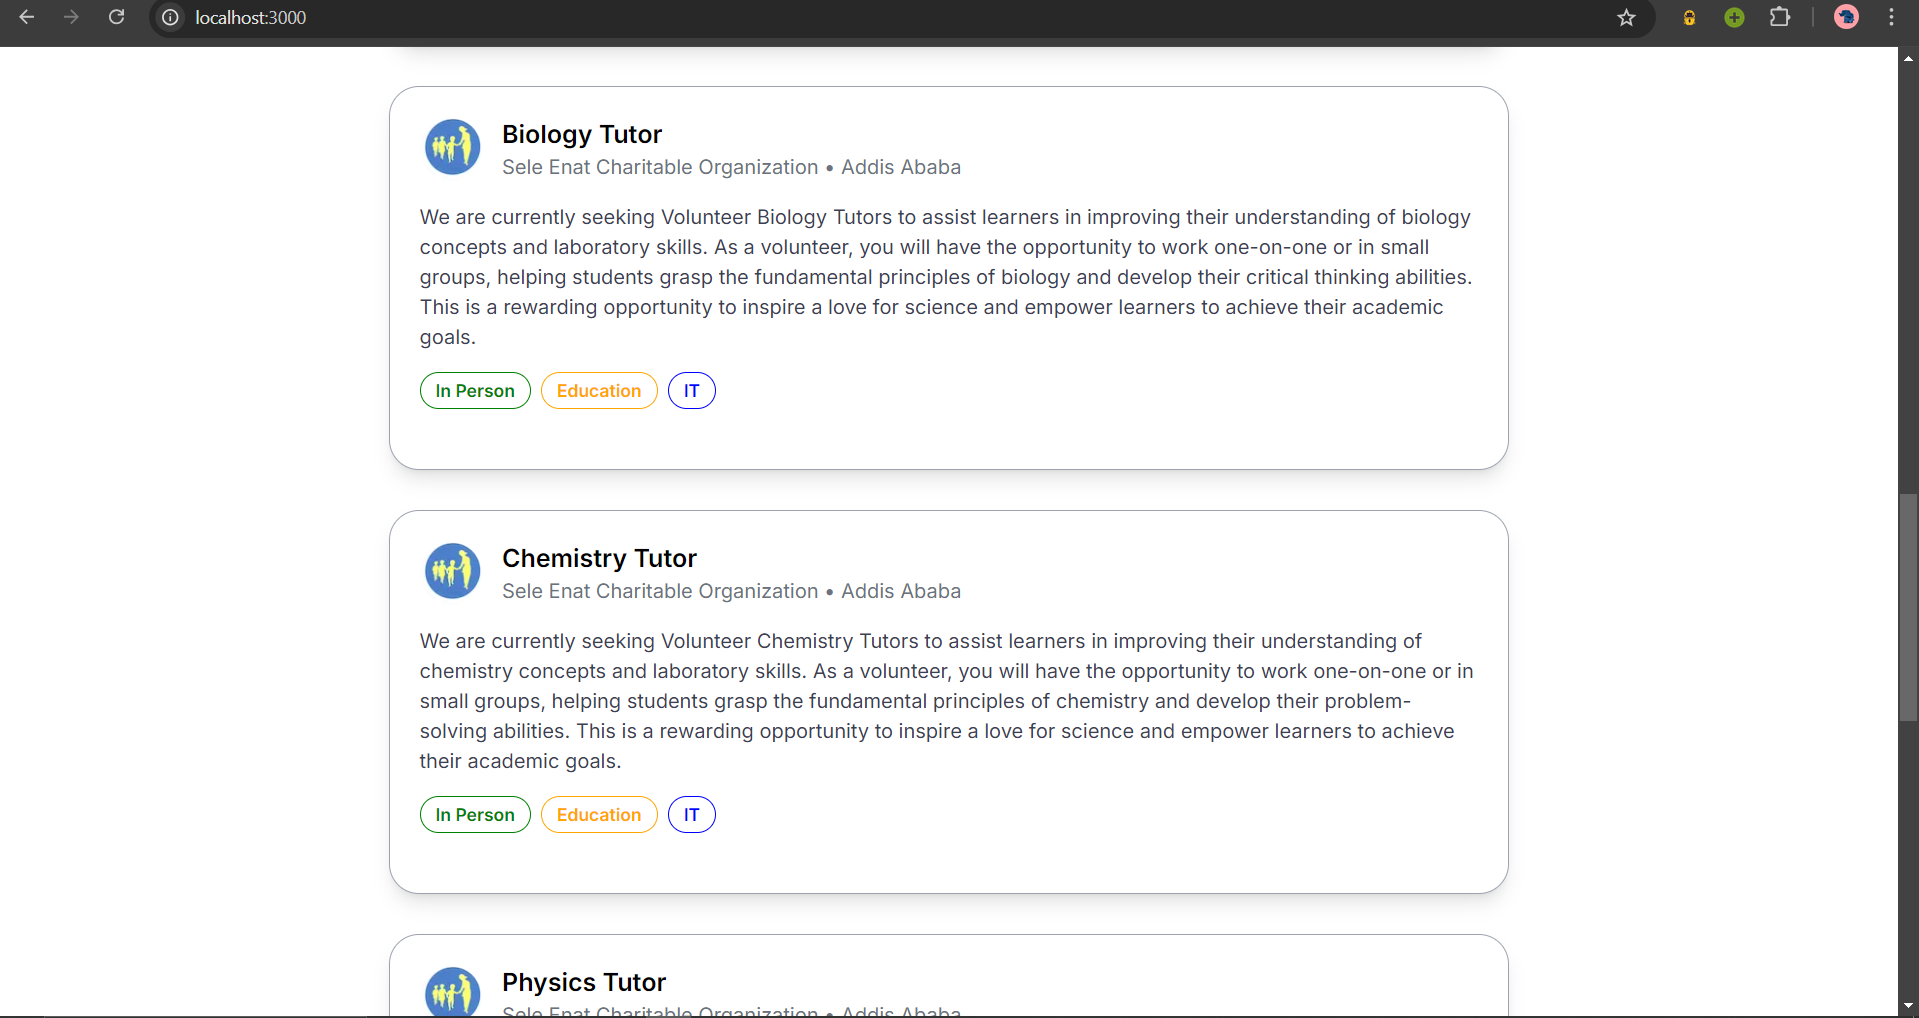 localhost:3000
Biology Tutor
Sele Enat Charitable Organization • Addis Ababa
We are currently seeking Volunteer Biology Tutors to assist learners in improving their understanding of biology
concepts and laboratory skills. As a volunteer, you will have the opportunity to work one-on-one or in small
groups, helping students grasp the fundamental principles of biology and develop their critical thinking abilities.
This is a rewarding opportunity to inspire a love for science and empower learners to achieve their academic
goals.
In Person Education IT
Chemistry Tutor
Sele Enat Charitable Organization • Addis Ababa
We are currently seeking Volunteer Chemistry Tutors to assist learners in improving their understanding of
chemistry concepts and laboratory skills. As a volunteer, you will have the opportunity to work one-on-one or in
small groups, helping students grasp the fundamental principles of chemistry and develop their problem-
solving abilities. This is a rewarding opportunity to inspire a love for science and empower learners to achieve
their academic goals.
In Person Education IT
Physics Tutor
Sele Enat Charitable Organization • Addis Ababa